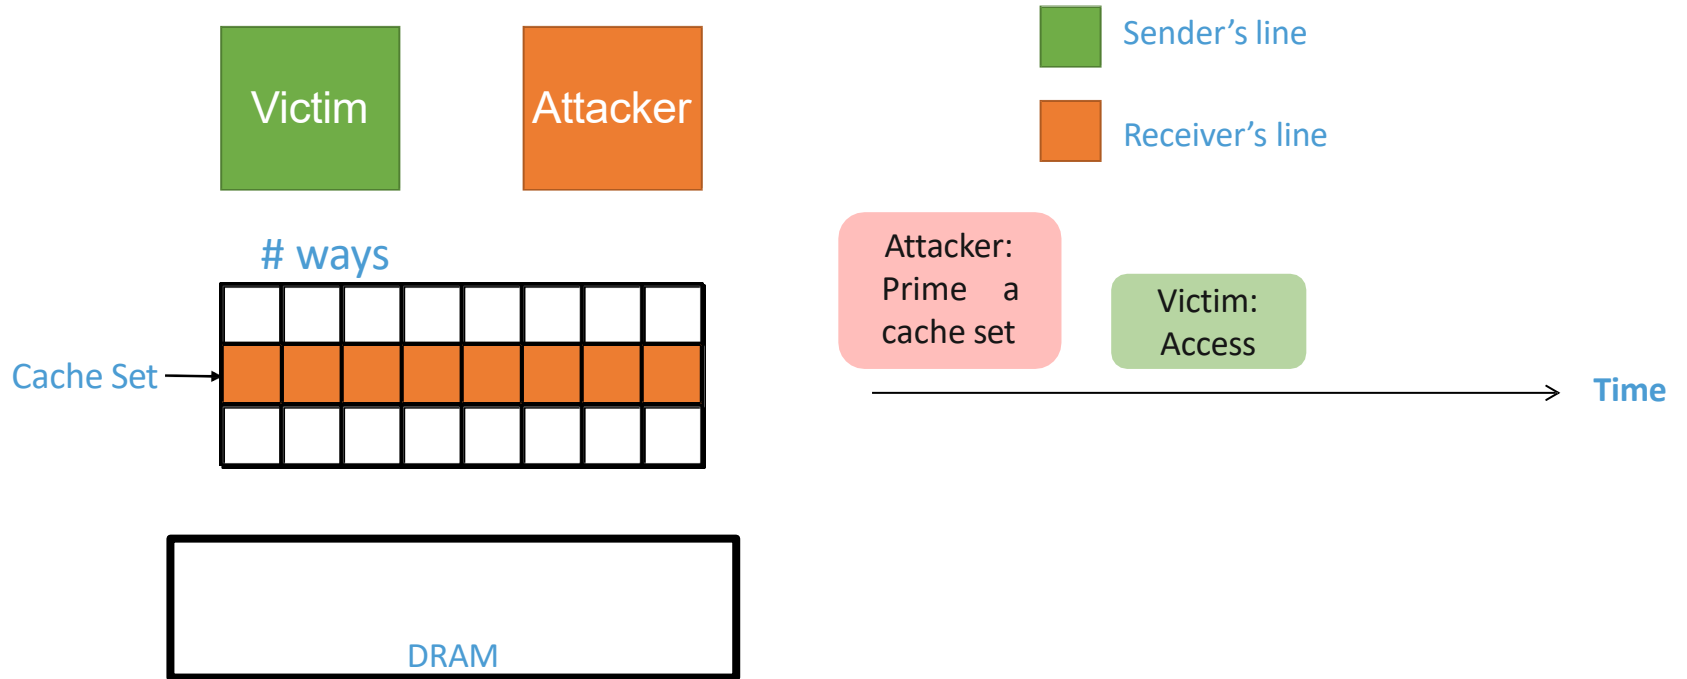 Victim
Attacker
Sender’s line
Receiver’s line
# ways
Cache Set
Attacker:
Prime a
cache set
Victim:
Access
Time
DRAM